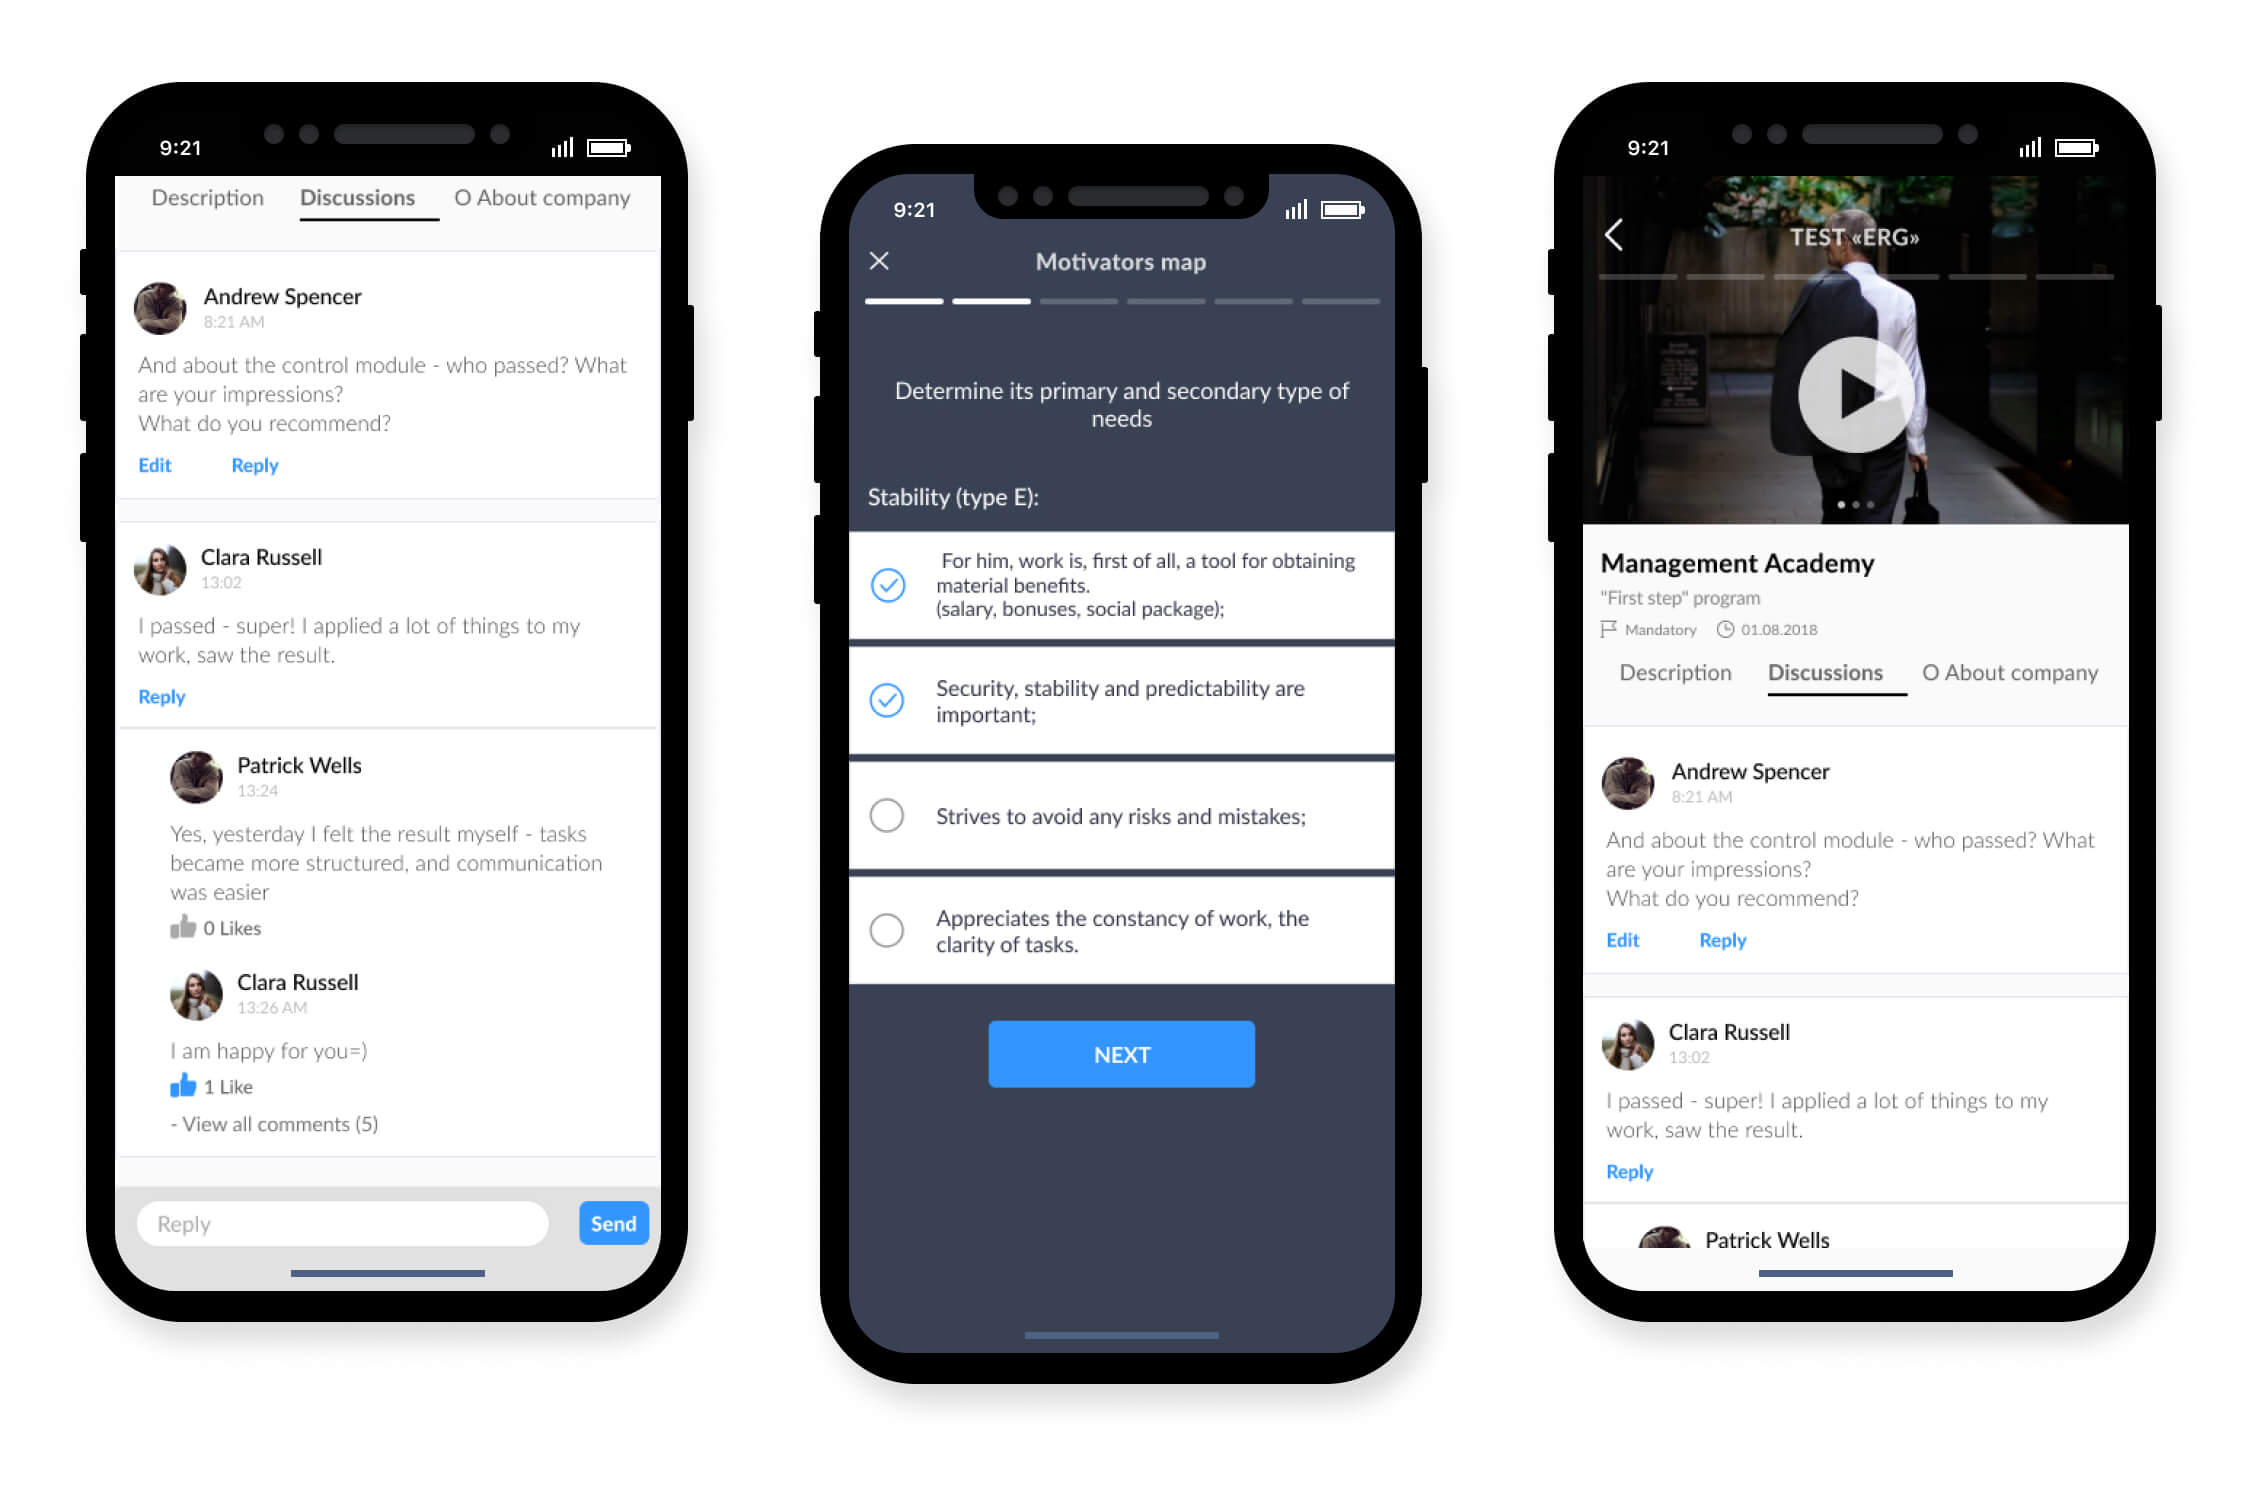 9:21
Description Discussions O About company
Andrew Spencer
8:21 AM
And about the control module - who passed? What
are your impressions?
What do you recommend?
Edit Reply
Clara Russell
13:02
I passed - super! I applied a lot of things to my
work, saw the result.
Reply
Patrick Wells
13:24
Yes, yesterday I felt the result myself - tasks
became more structured, and communication
was easier
0 Likes
Clara Russell
13:26 AM
I am happy for you=)
1 Like
- View all comments (5)
Reply Send
9:21
Motivators map
Determine its primary and secondary type of
needs
Stability (type E):
For him, work is, first of all, a tool for obtaining
material benefits.
(salary, bonuses, social package);
Security, stability and predictability are
important;
Strives to avoid any risks and mistakes;
Appreciates the constancy of work, the
clarity of tasks.
NEXT
9:21
TEST «ERG»
Management Academy
"First step" program
Mandatory 01.08.2018
Description Discussions O About company
Andrew Spencer
8:21 AM
And about the control module - who passed? What
are your impressions?
What do you recommend?
Edit Reply
Clara Russell
13:02
I passed - super! I applied a lot of things to my
work, saw the result.
Reply
Patrick Wells